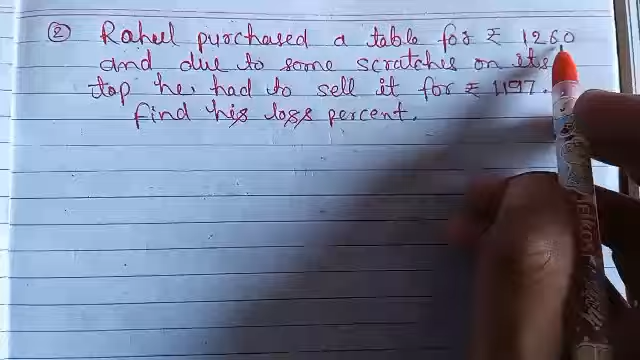 ② Rahul purchased a table for ₹ 1260
and due to some scratches on its
top he had to sell it for ₹ 1197.
find his loss percent.